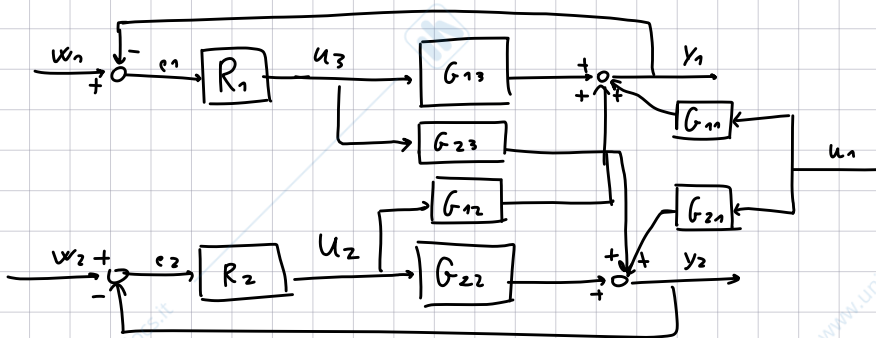 w1 + - e1 R1 u3 G13 + + + y1
G11
G23 u1
G12 G21
w2 + - e2 R2 U2 G22 + + + y2